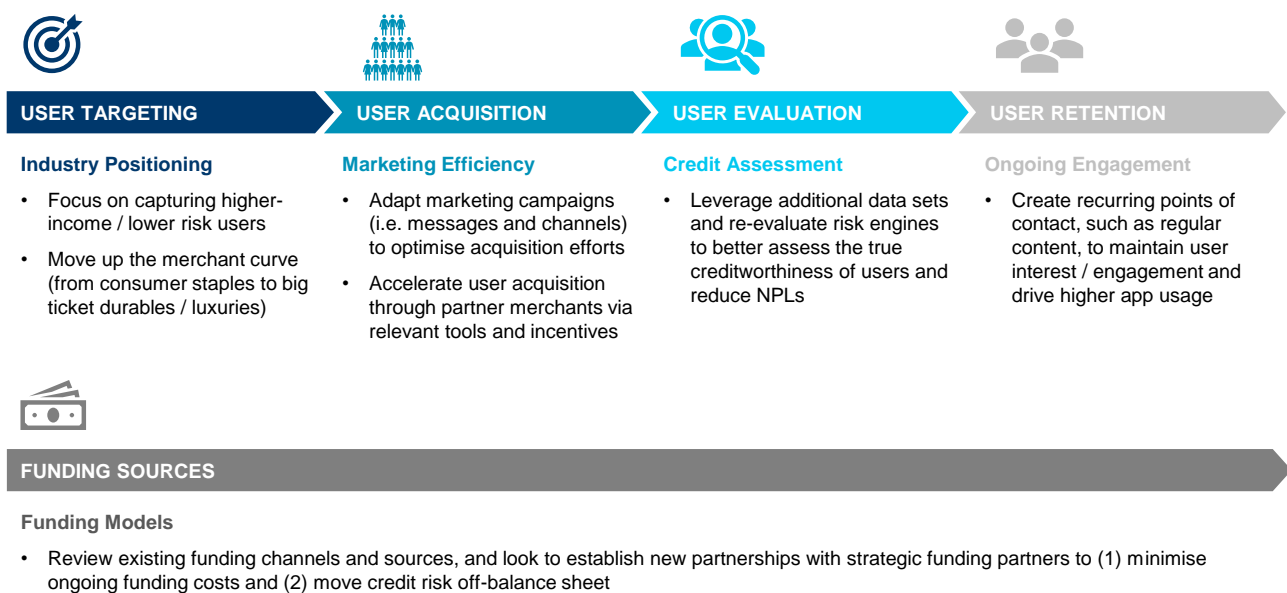 USER TARGETING
USER ACQUISITION
USER EVALUATION
USER RETENTION
Industry Positioning
• Focus on capturing higher-
income / lower risk users
• Move up the merchant curve
(from consumer staples to big
ticket durables / luxuries)
Marketing Efficiency
• Adapt marketing campaigns
(i.e. messages and channels)
to optimise acquisition efforts
• Accelerate user acquisition
through partner merchants via
relevant tools and incentives
Credit Assessment
• Leverage additional data sets
and re-evaluate risk engines
to better assess the true
creditworthiness of users and
reduce NPLs
Ongoing Engagement
• Create recurring points of
contact, such as regular
content, to maintain user
interest / engagement and
drive higher app usage
FUNDING SOURCES
Funding Models
• Review existing funding channels and sources, and look to establish new partnerships with strategic funding partners to (1) minimise
ongoing funding costs and (2) move credit risk off-balance sheet